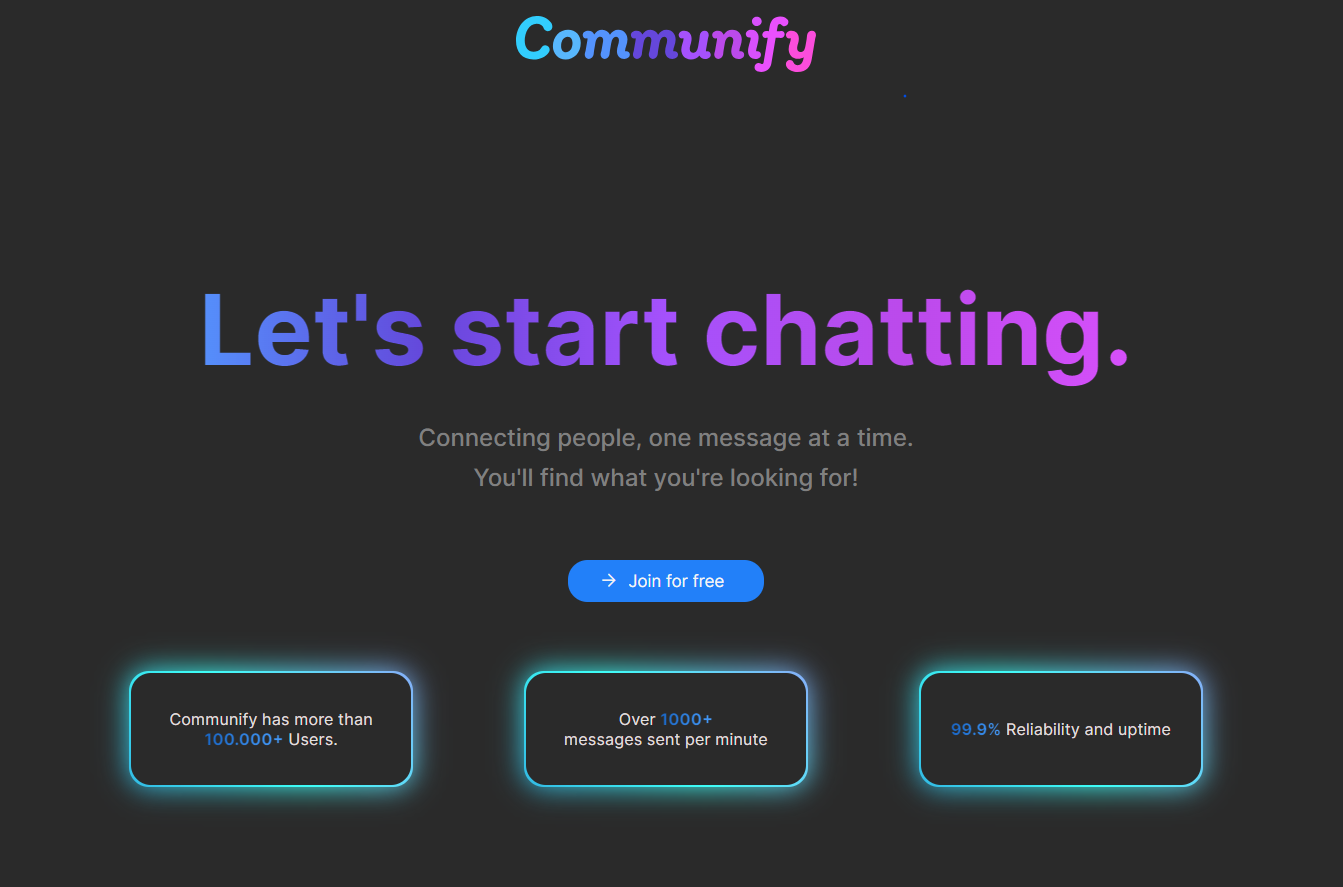 Communify
Let's start chatting.
Connecting people, one message at a time.
You'll find what you're looking for!
Join for free
Communify has more than
100.000+ Users.
Over 1000+
messages sent per minute
99.9% Reliability and uptime